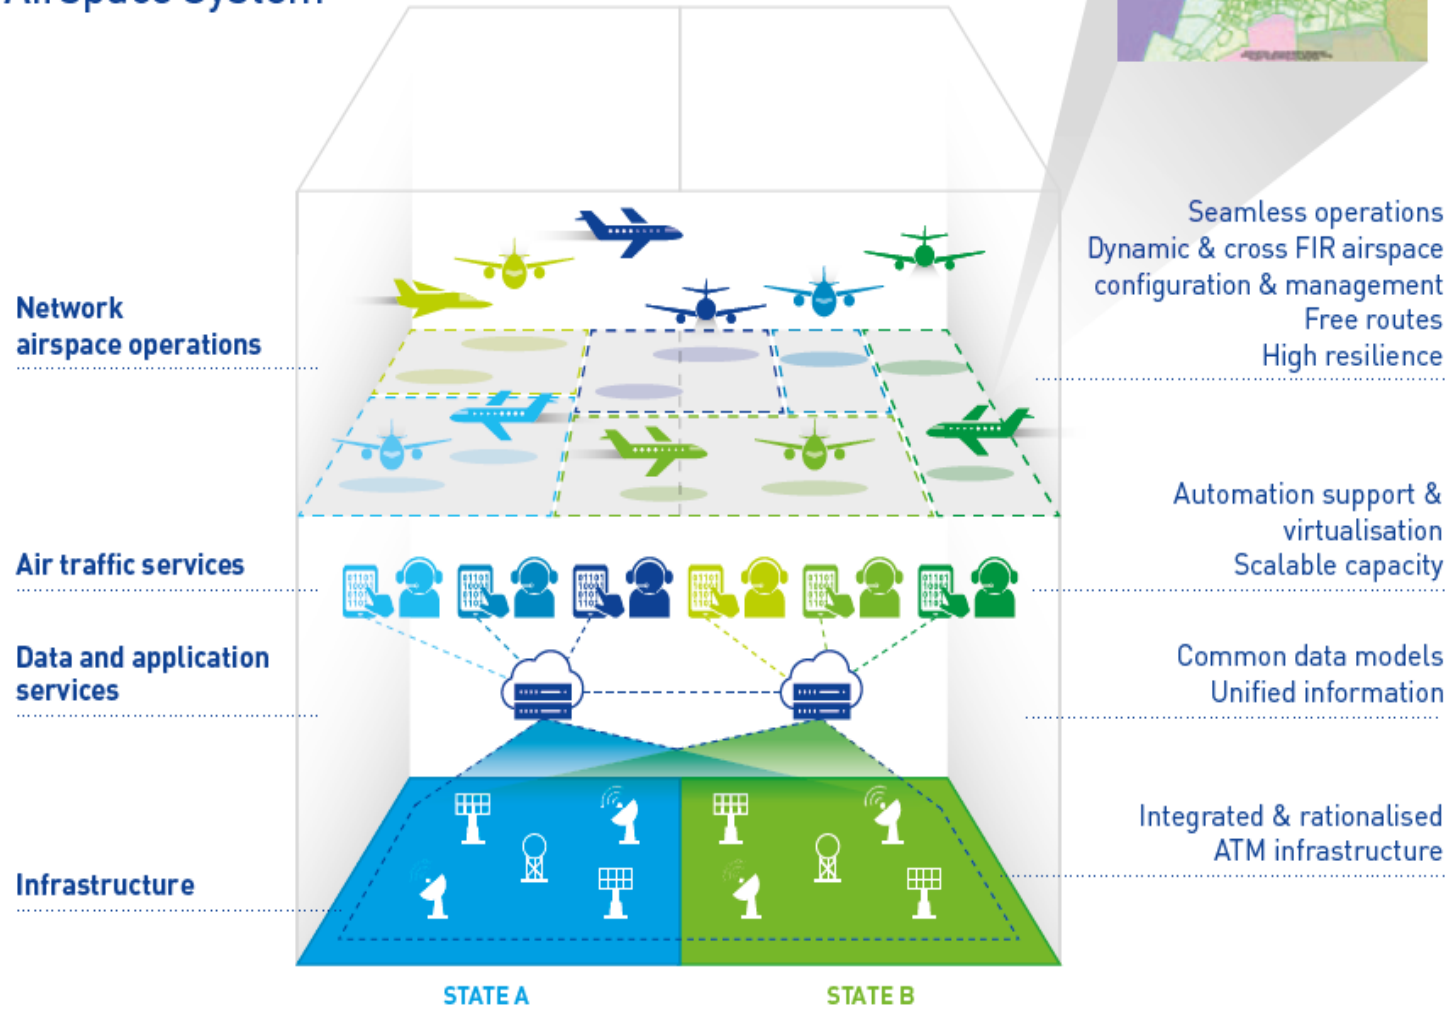 Airspace System
Network
airspace operations
Seamless operations
Dynamic & cross FIR airspace
configuration & management
Free routes
High resilience
Air traffic services
Automation support &
virtualisation
Scalable capacity
Data and application
services
Common data models
Unified information
Infrastructure
Integrated & rationalised
ATM infrastructure
STATE A
STATE B